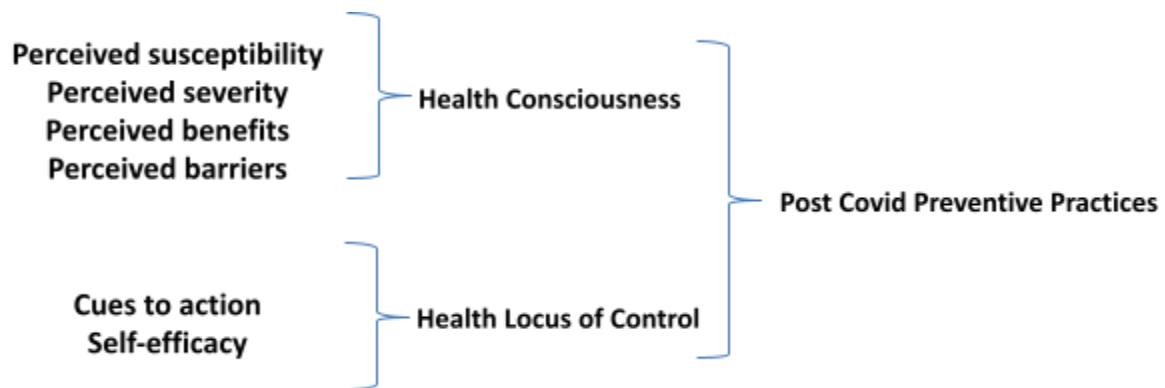 Perceived susceptibility
Perceived severity
Perceived benefits
Perceived barriers
Health Consciousness
Cues to action
Self-efficacy
Health Locus of Control
Post Covid Preventive Practices